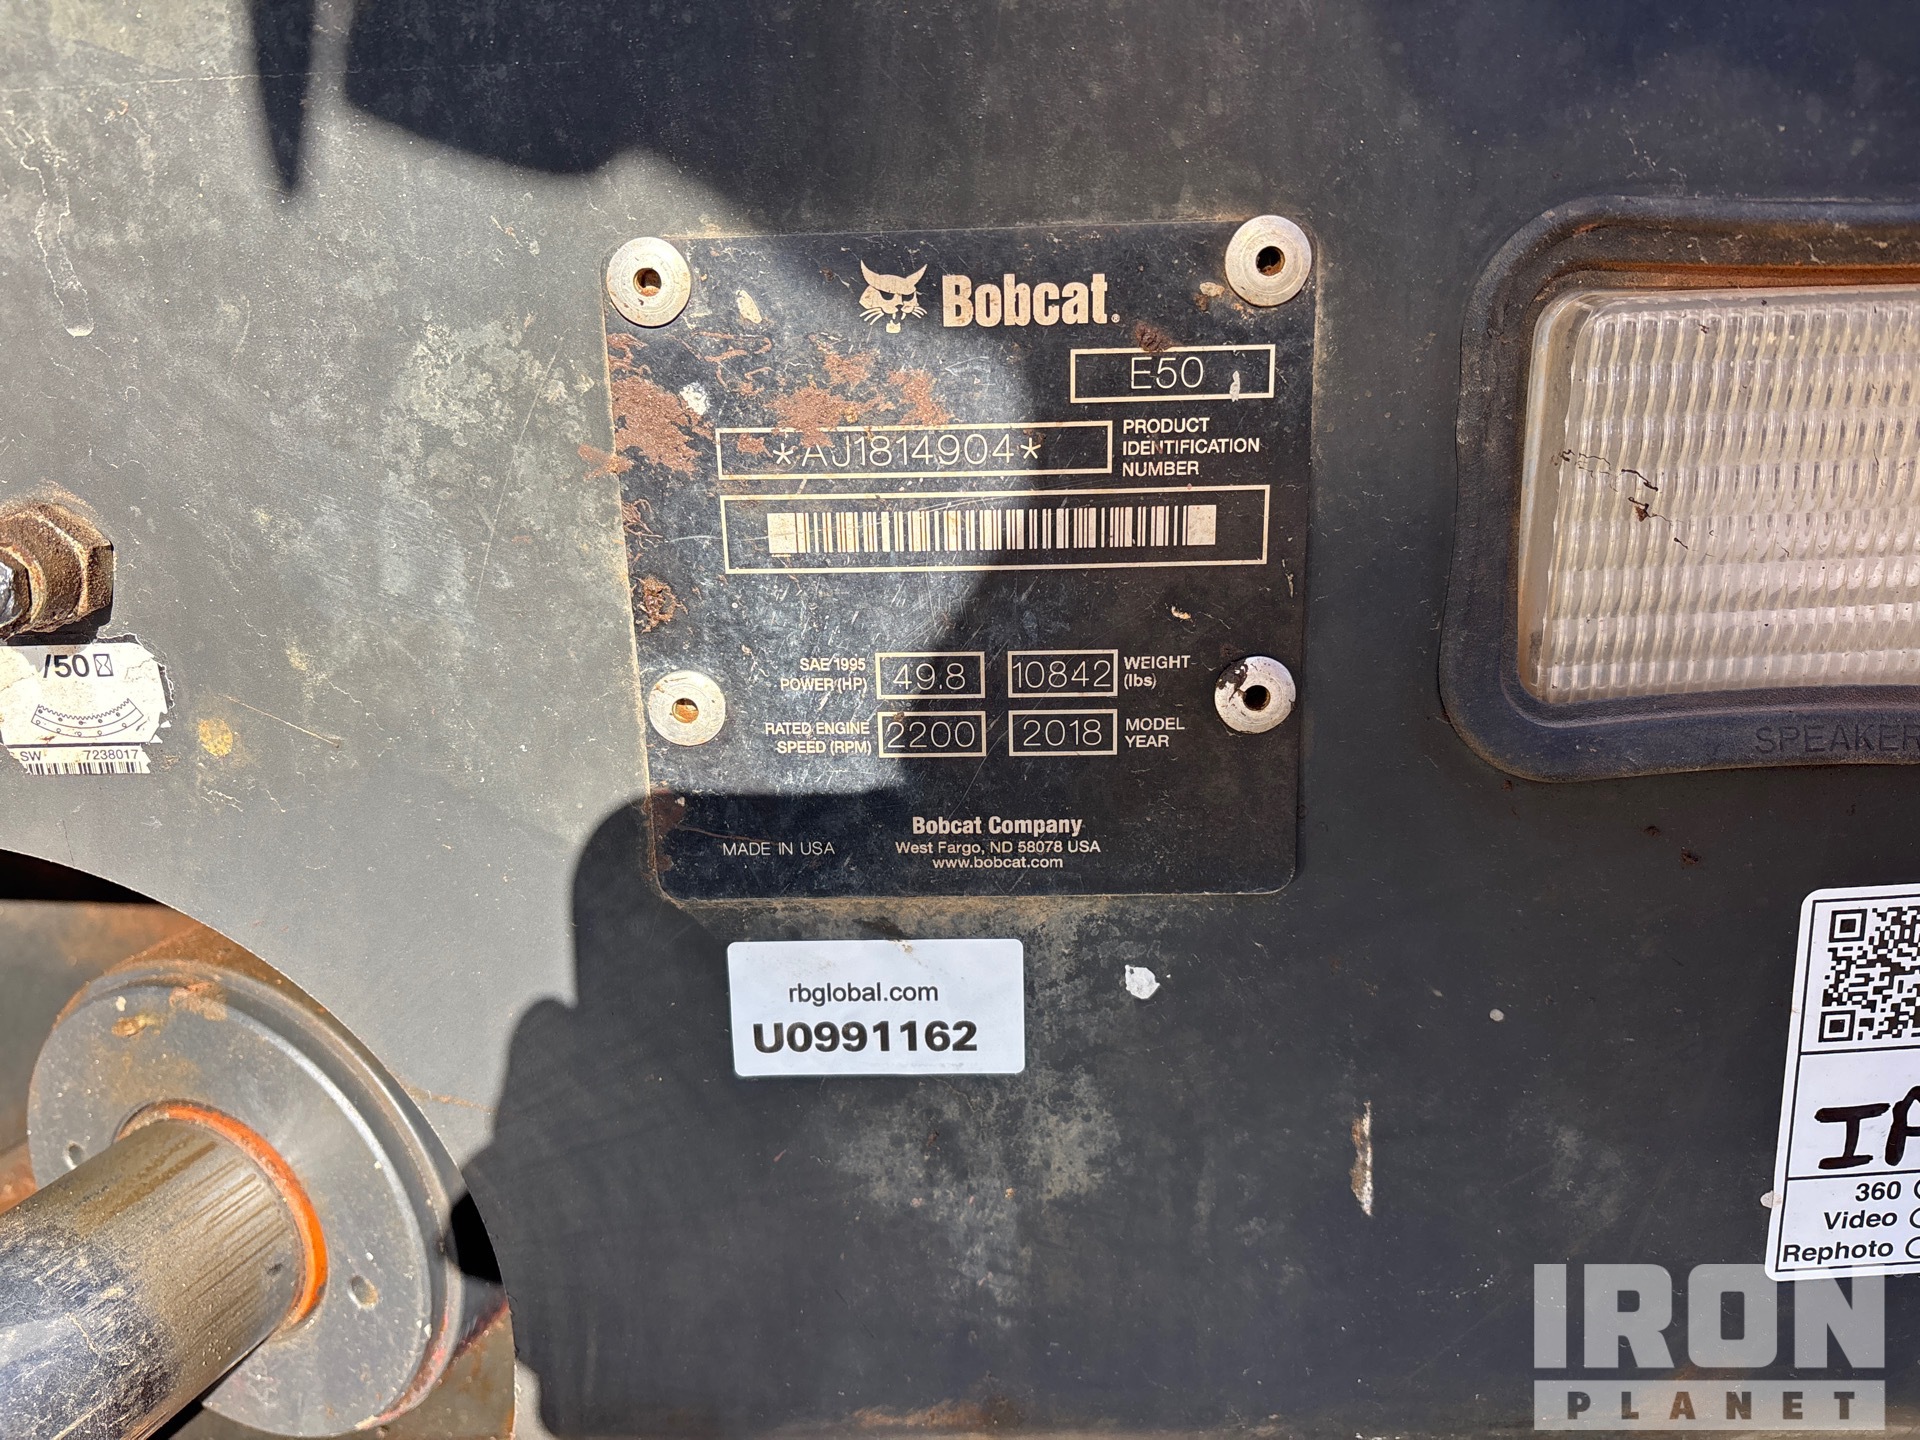 Bobcat®
E50
*AJ1814904*
PRODUCT
IDENTIFICATION
NUMBER
SAE 1995
POWER (HP)
49.8
10842
WEIGHT
(lbs)
RATED ENGINE
SPEED (RPM)
2200
2018
MODEL
YEAR
Bobcat Company
MADE IN USA
West Fargo, ND 58078 USA
www.bobcat.com
/50
SW 7238017
SPEAKER
rbglobal.com
U0991162
360
Video
Rephoto
IRON
PLANET